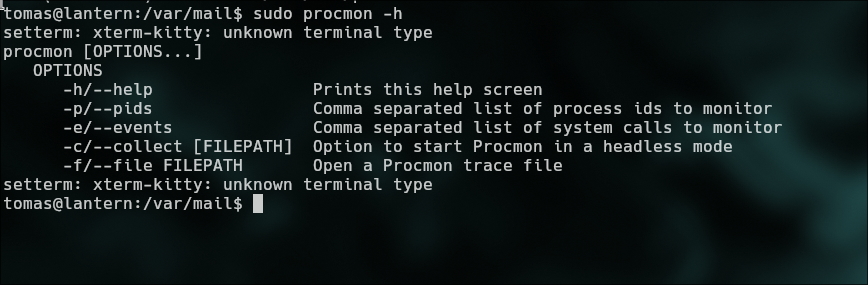 tomas@lantern:/var/mail$ sudo procmon -h
setterm: xterm-kitty: unknown terminal type
procmon [OPTIONS...]
   OPTIONS
      -h/--help                Prints this help screen
      -p/--pids                Comma separated list of process ids to monitor
      -e/--events              Comma separated list of system calls to monitor
      -c/--collect [FILEPATH]  Option to start Procmon in a headless mode
      -f/--file FILEPATH       Open a Procmon trace file
setterm: xterm-kitty: unknown terminal type
tomas@lantern:/var/mail$